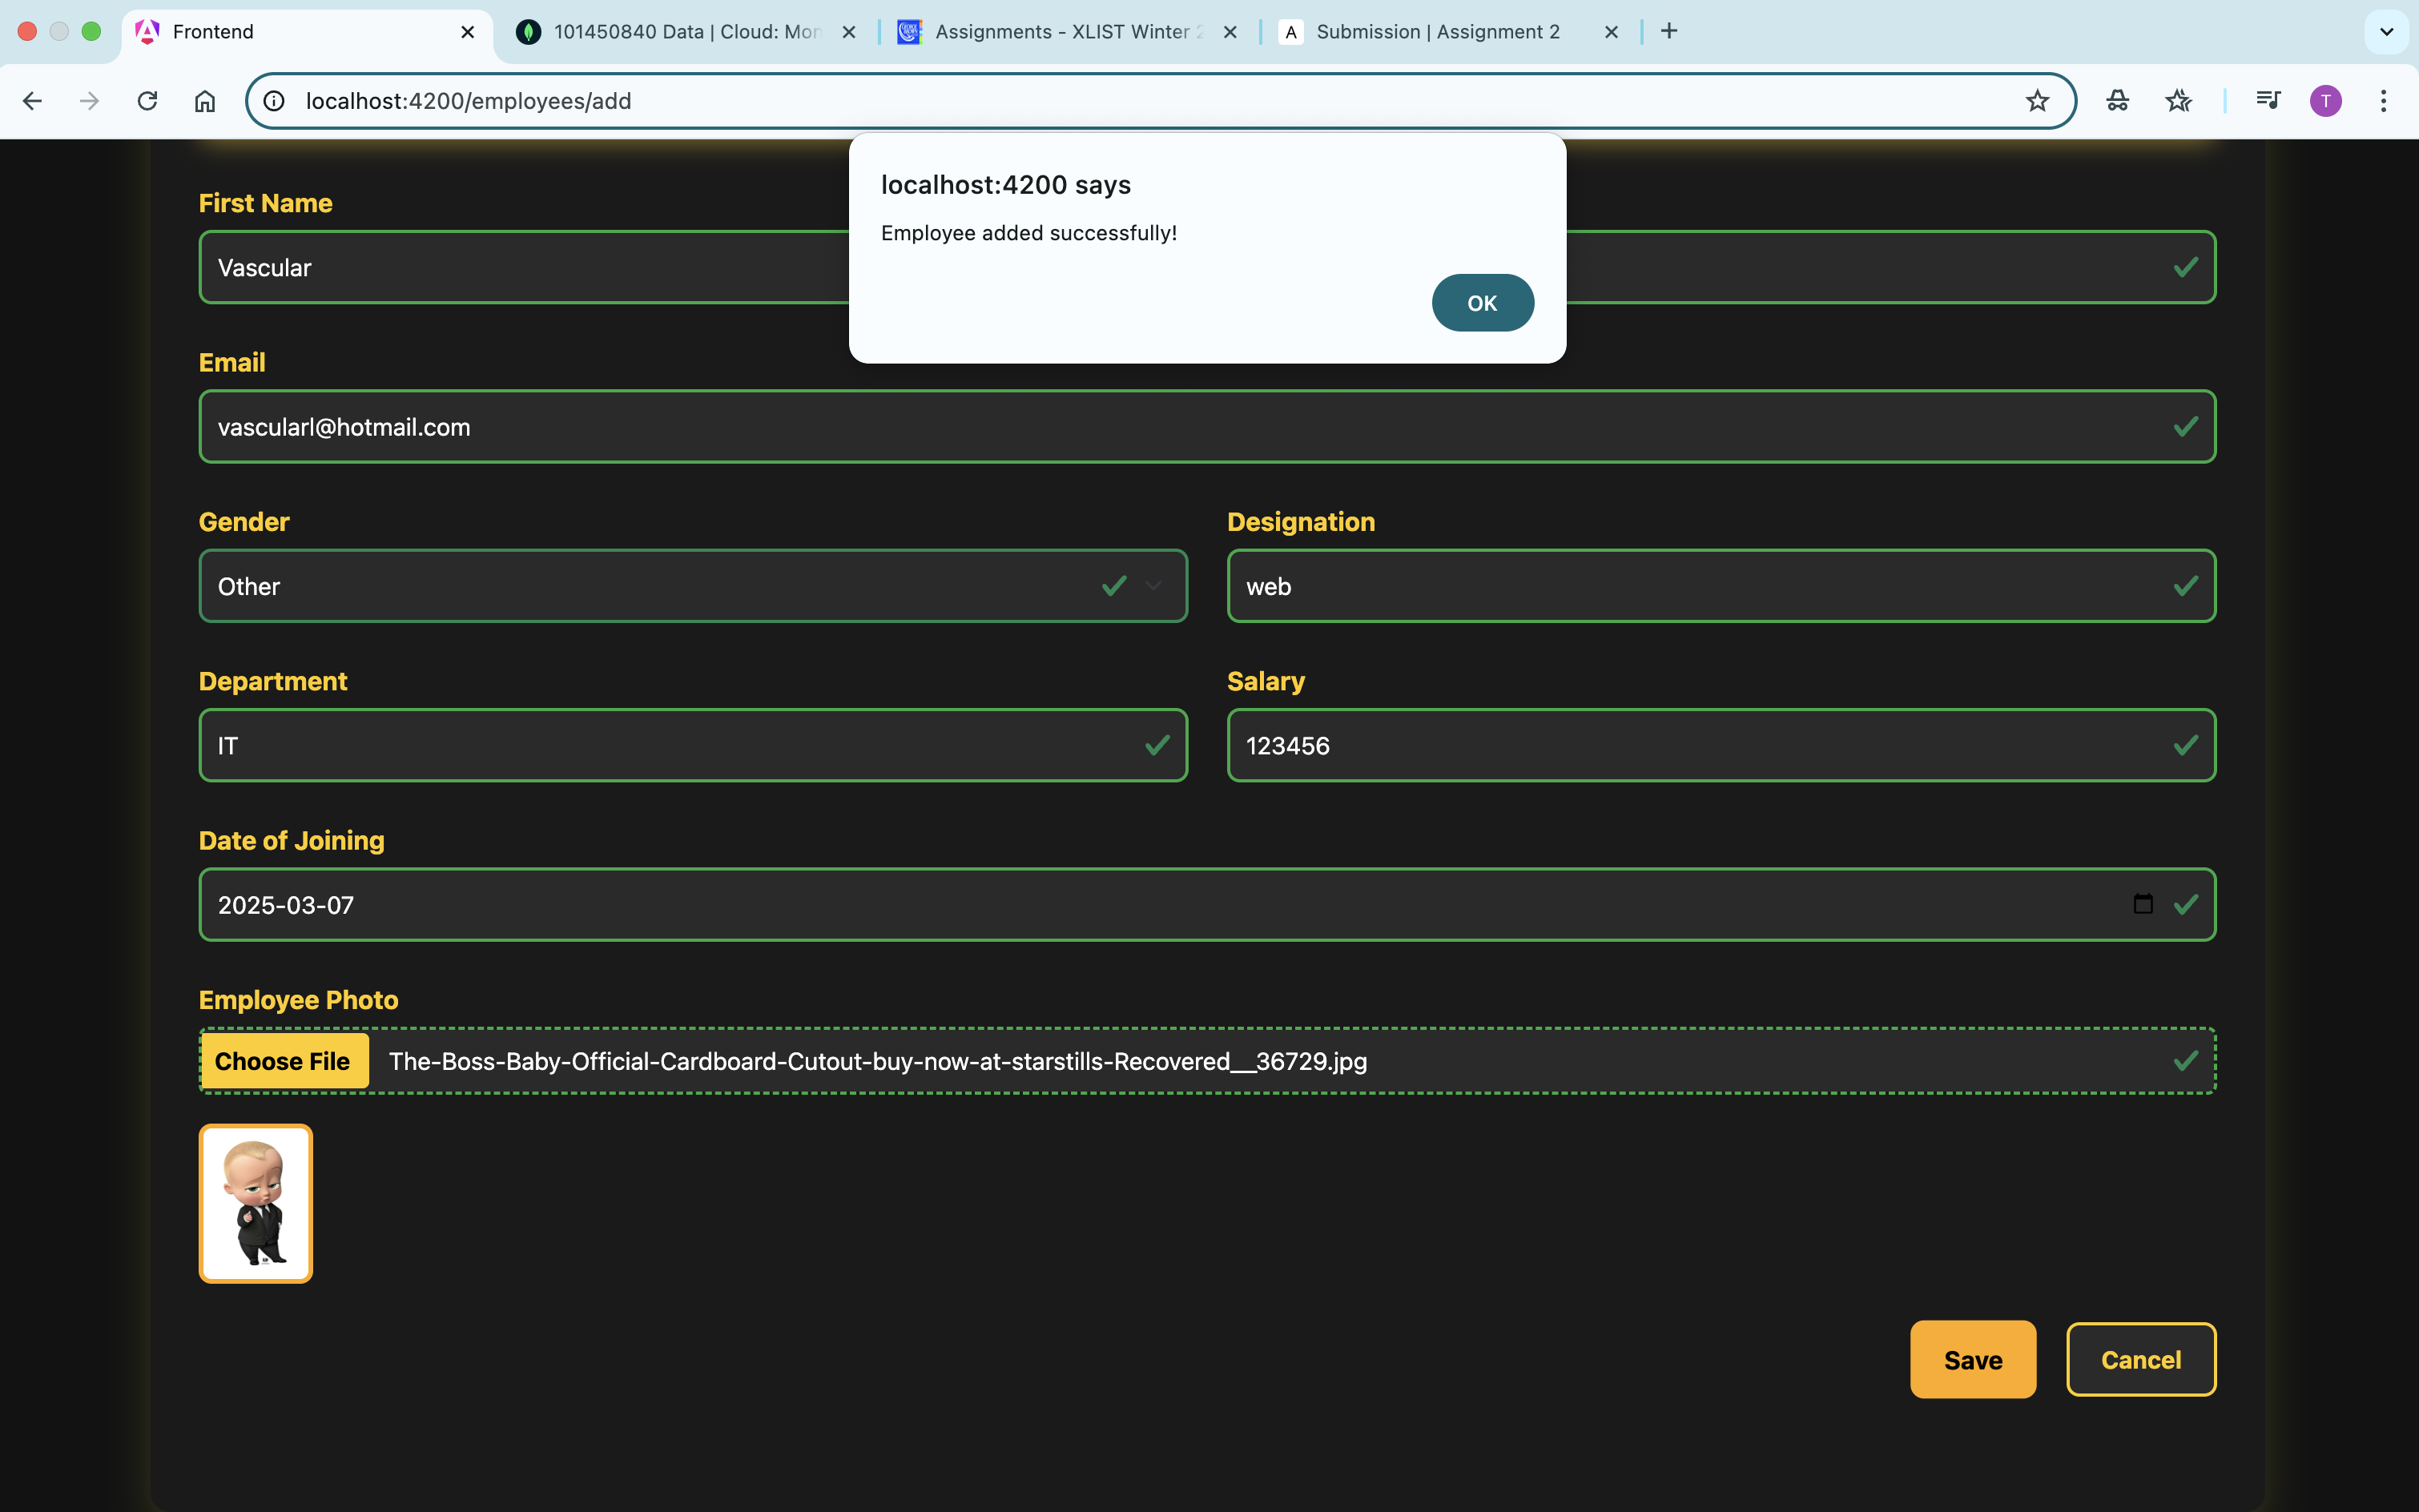 Frontend
101450840 Data | Cloud: Mon
Assignments - XLIST Winter 2
A
Submission | Assignment 2
localhost:4200/employees/add
T
localhost:4200 says
Employee added successfully!
OK
First Name
Vascular
Email
vascularl@hotmail.com
Gender
Designation
Other
web
Department
Salary
IT
123456
Date of Joining
2025-03-07
Employee Photo
Choose File The-Boss-Baby-Official-Cardboard-Cutout-buy-now-at-starstills-Recovered__36729.jpg
Save
Cancel